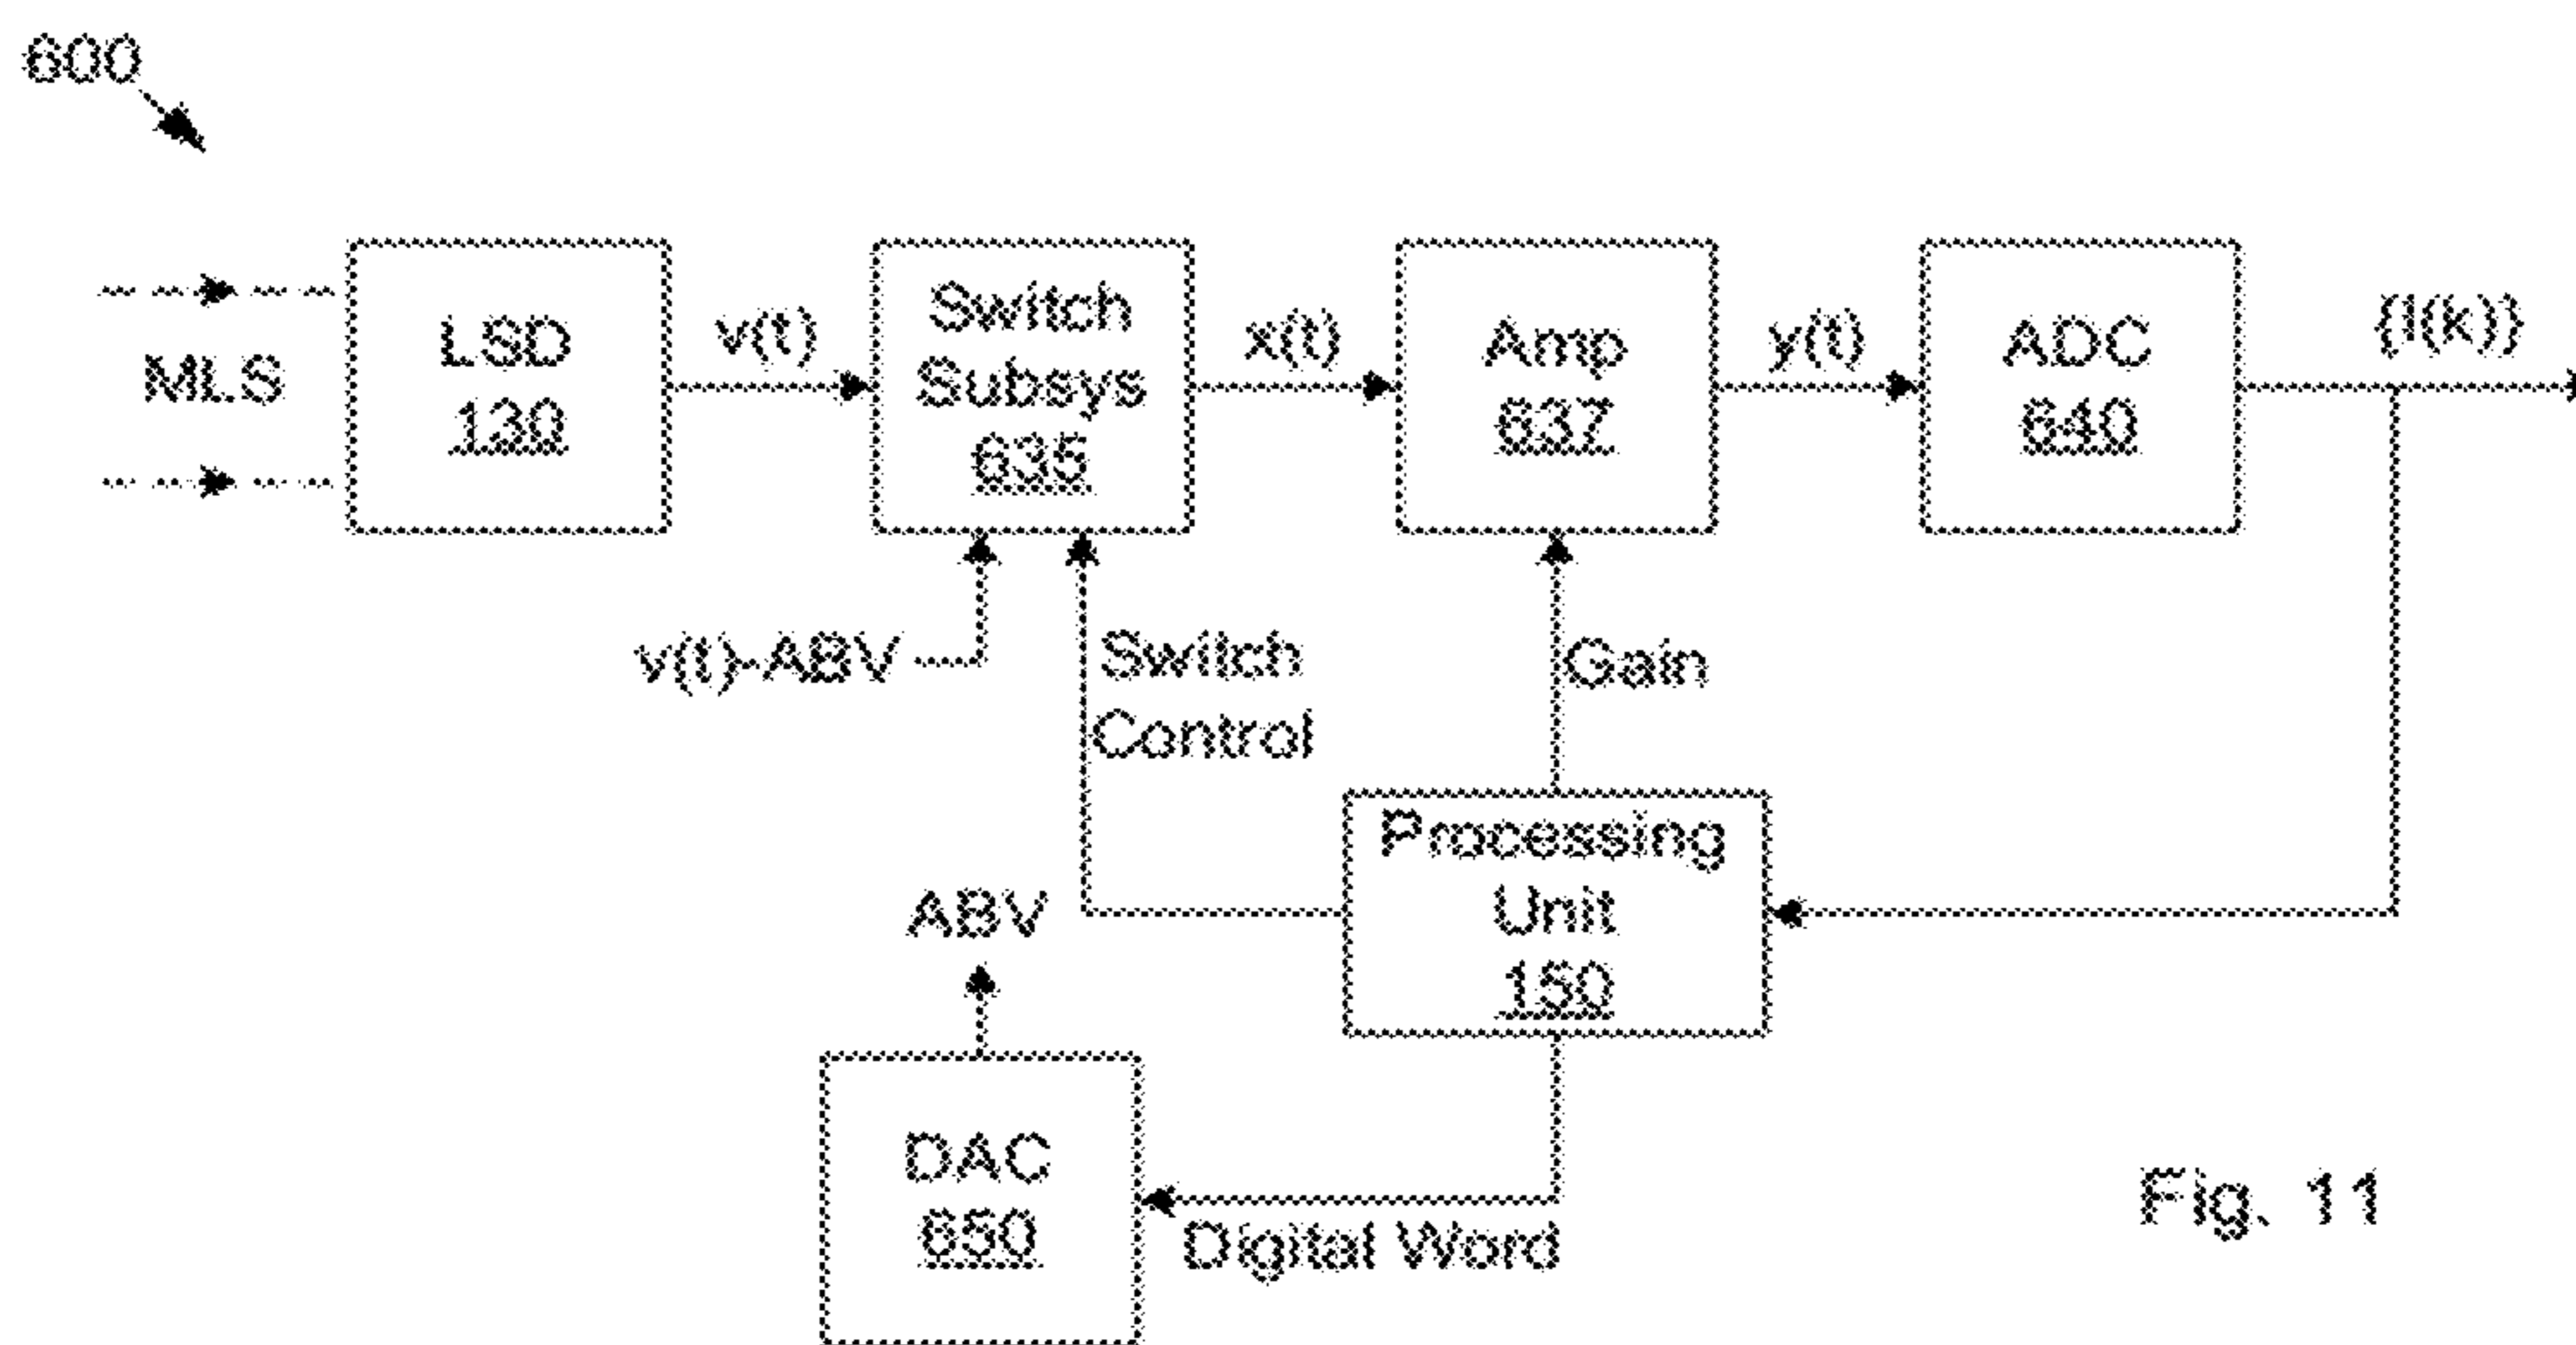 600
MLS
LSD
130
v(t)
Switch
Subsys
635
x(t)
Amp
637
y(t)
ADC
640
{I(k)}
v(t)-ABV
Switch
Control
Gain
Processing
Unit
150
ABV
DAC
650
Digital Word
Fig. 11